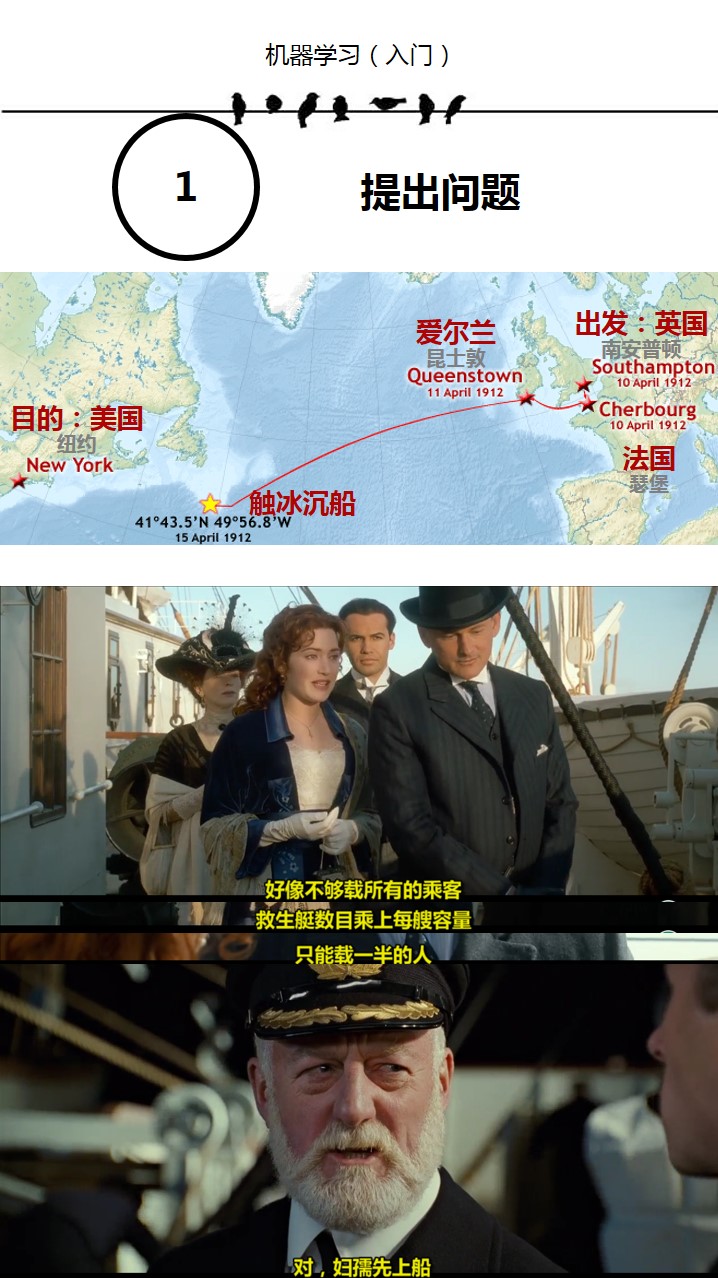 机器学习（入门）
1
提出问题
爱尔兰
昆士敦
Queenstown
11 April 1912
出发：英国
南安普顿
Southampton
10 April 1912
Cherbourg
10 April 1912
法国
瑟堡
目的：美国
纽约
New York
触冰沉船
41°43.5'N 49°56.8'W
15 April 1912
好像不够载所有的乘客
救生艇数目乘上每艘容量
只能载一半的人
对，妇孺先上船